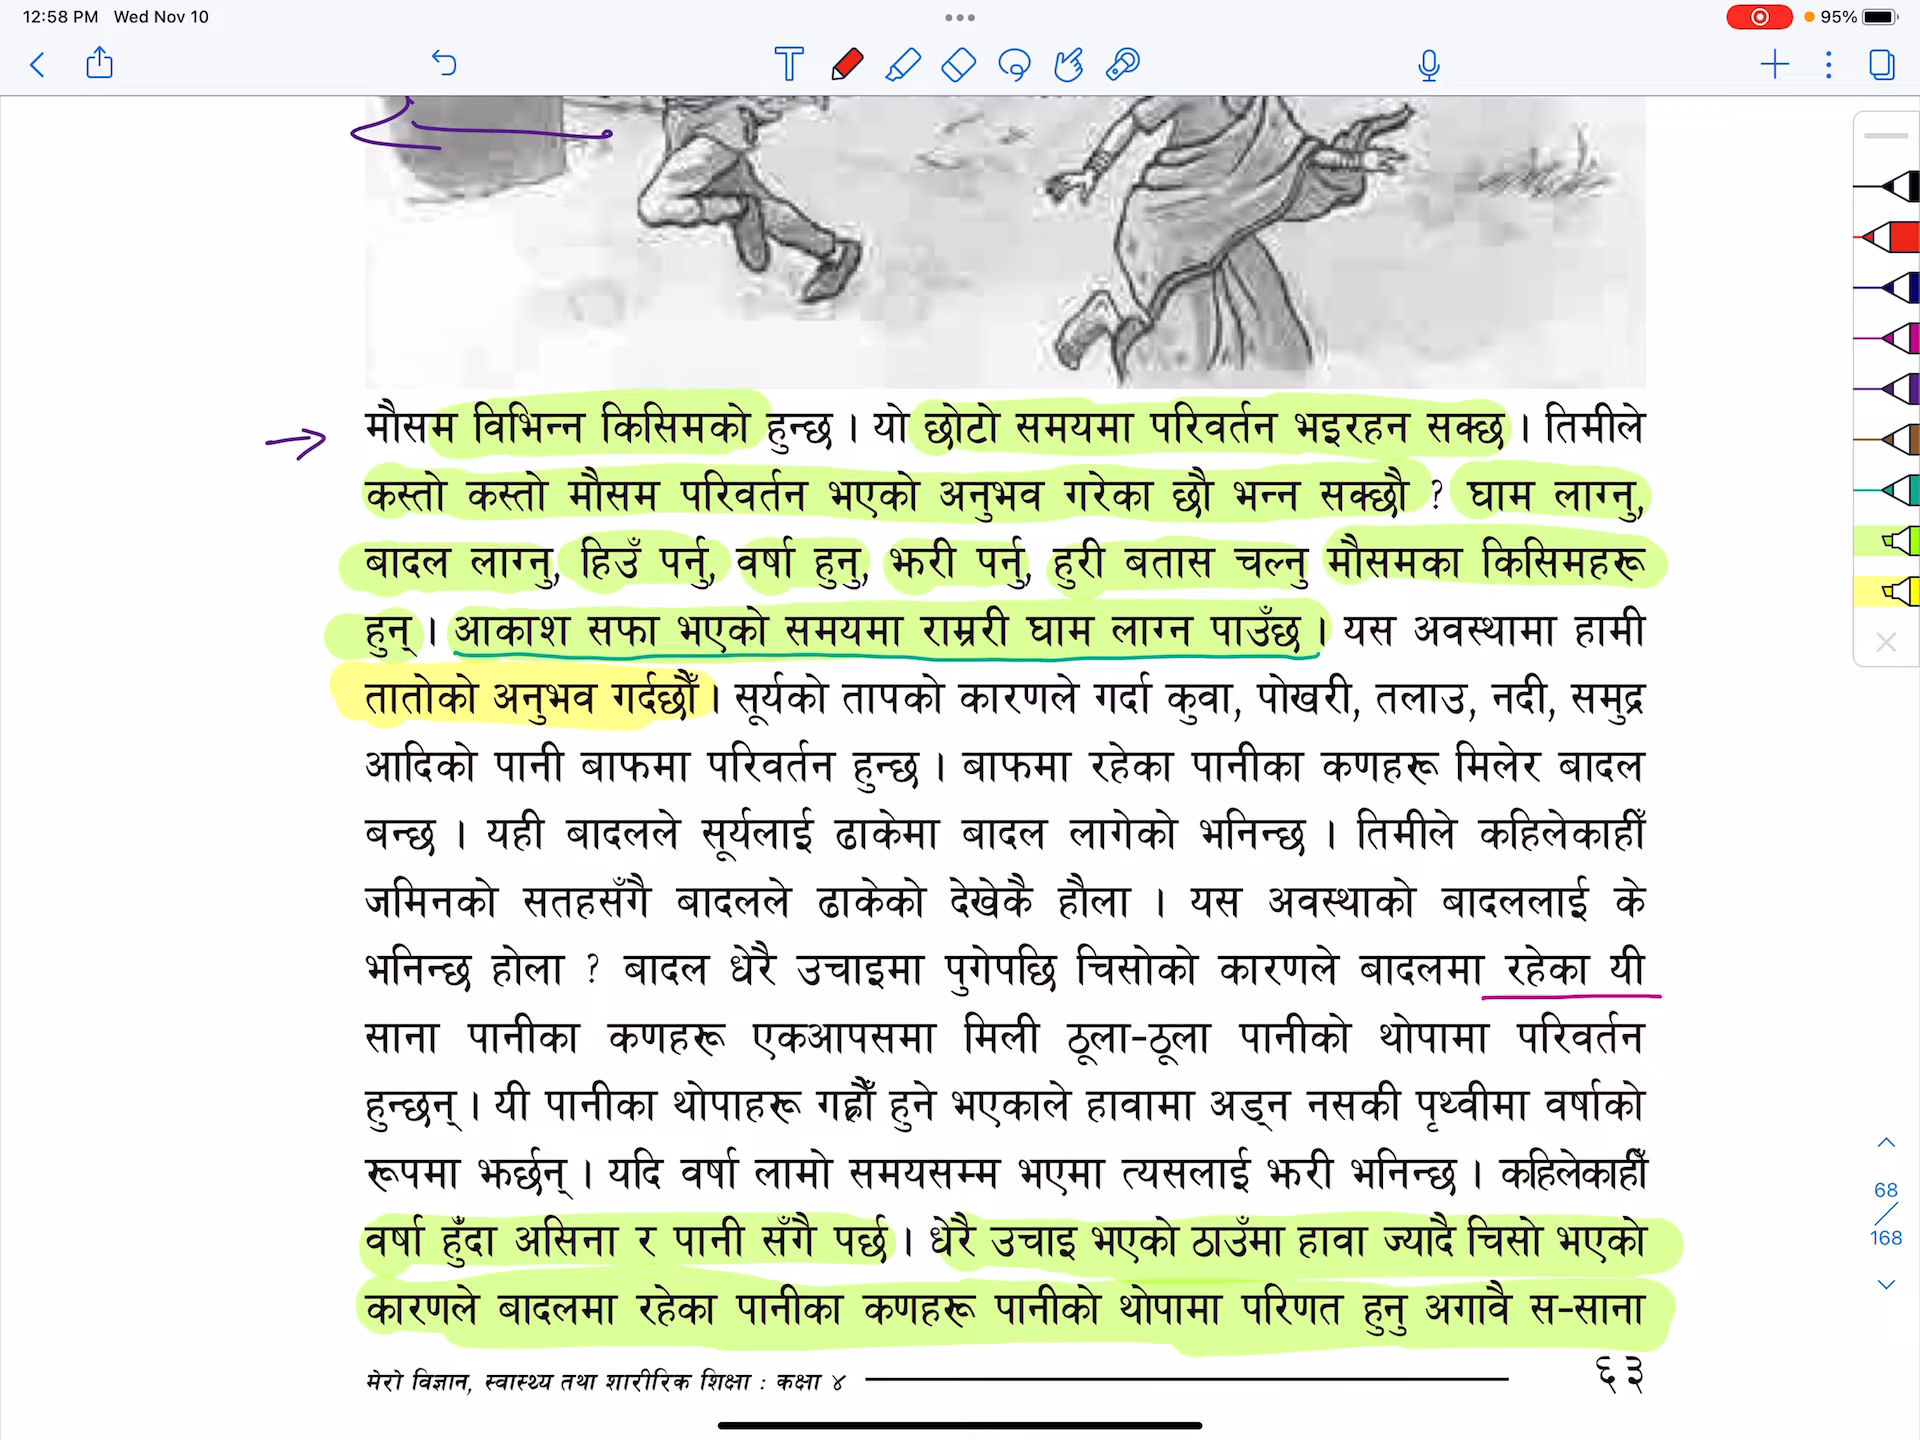 12:58 PM Wed Nov 10
95%
मौसम विभिन्न किसिमको हुन्छ । यो छोटो समयमा परिवर्तन भइरहन सक्छ । तिमीले
कस्तो कस्तो मौसम परिवर्तन भएको अनुभव गरेका छौ भन्न सक्छौ ? घाम लाग्नु,
बादल लाग्नु, हिउँ पर्नु, वर्षा हुनु, झरी पर्नु, हुरी बतास चल्नु मौसमका किसिमहरू
हुन् । आकाश सफा भएको समयमा राम्ररी घाम लाग्न पाउँछ । यस अवस्थामा हामी
तातोको अनुभव गर्दछौँ । सूर्यको तापको कारणले गर्दा कुवा, पोखरी, तलाउ, नदी, समुद्र
आदिको पानी बाफमा परिवर्तन हुन्छ । बाफमा रहेका पानीका कणहरू मिलेर बादल
बन्छ । यही बादलले सूर्यलाई ढाकेमा बादल लागेको भनिन्छ । तिमीले कहिलेकाहीँ
जमिनको सतहसँगै बादलले ढाकेको देखेकै हौला । यस अवस्थाको बादललाई के
भनिन्छ होला ? बादल धेरै उचाइमा पुगेपछि चिसोको कारणले बादलमा रहेका यी
साना पानीका कणहरू एकआपसमा मिली ठूला-ठूला पानीको थोपामा परिवर्तन
हुन्छन् । यी पानीका थोपाहरू गह्रौँ हुने भएकाले हावामा अड्न नसकी पृथ्वीमा वर्षाको
रूपमा झर्छन् । यदि वर्षा लामो समयसम्म भएमा त्यसलाई झरी भनिन्छ । कहिलेकाहीँ
वर्षा हुँदा असिना र पानी सँगै पर्छ । धेरै उचाइ भएको ठाउँमा हावा ज्यादै चिसो भएको
कारणले बादलमा रहेका पानीका कणहरू पानीको थोपामा परिणत हुनु अगावै स-साना
मेरो विज्ञान, स्वास्थ्य तथा शारीरिक शिक्षा : कक्षा ४ ६३
68
168